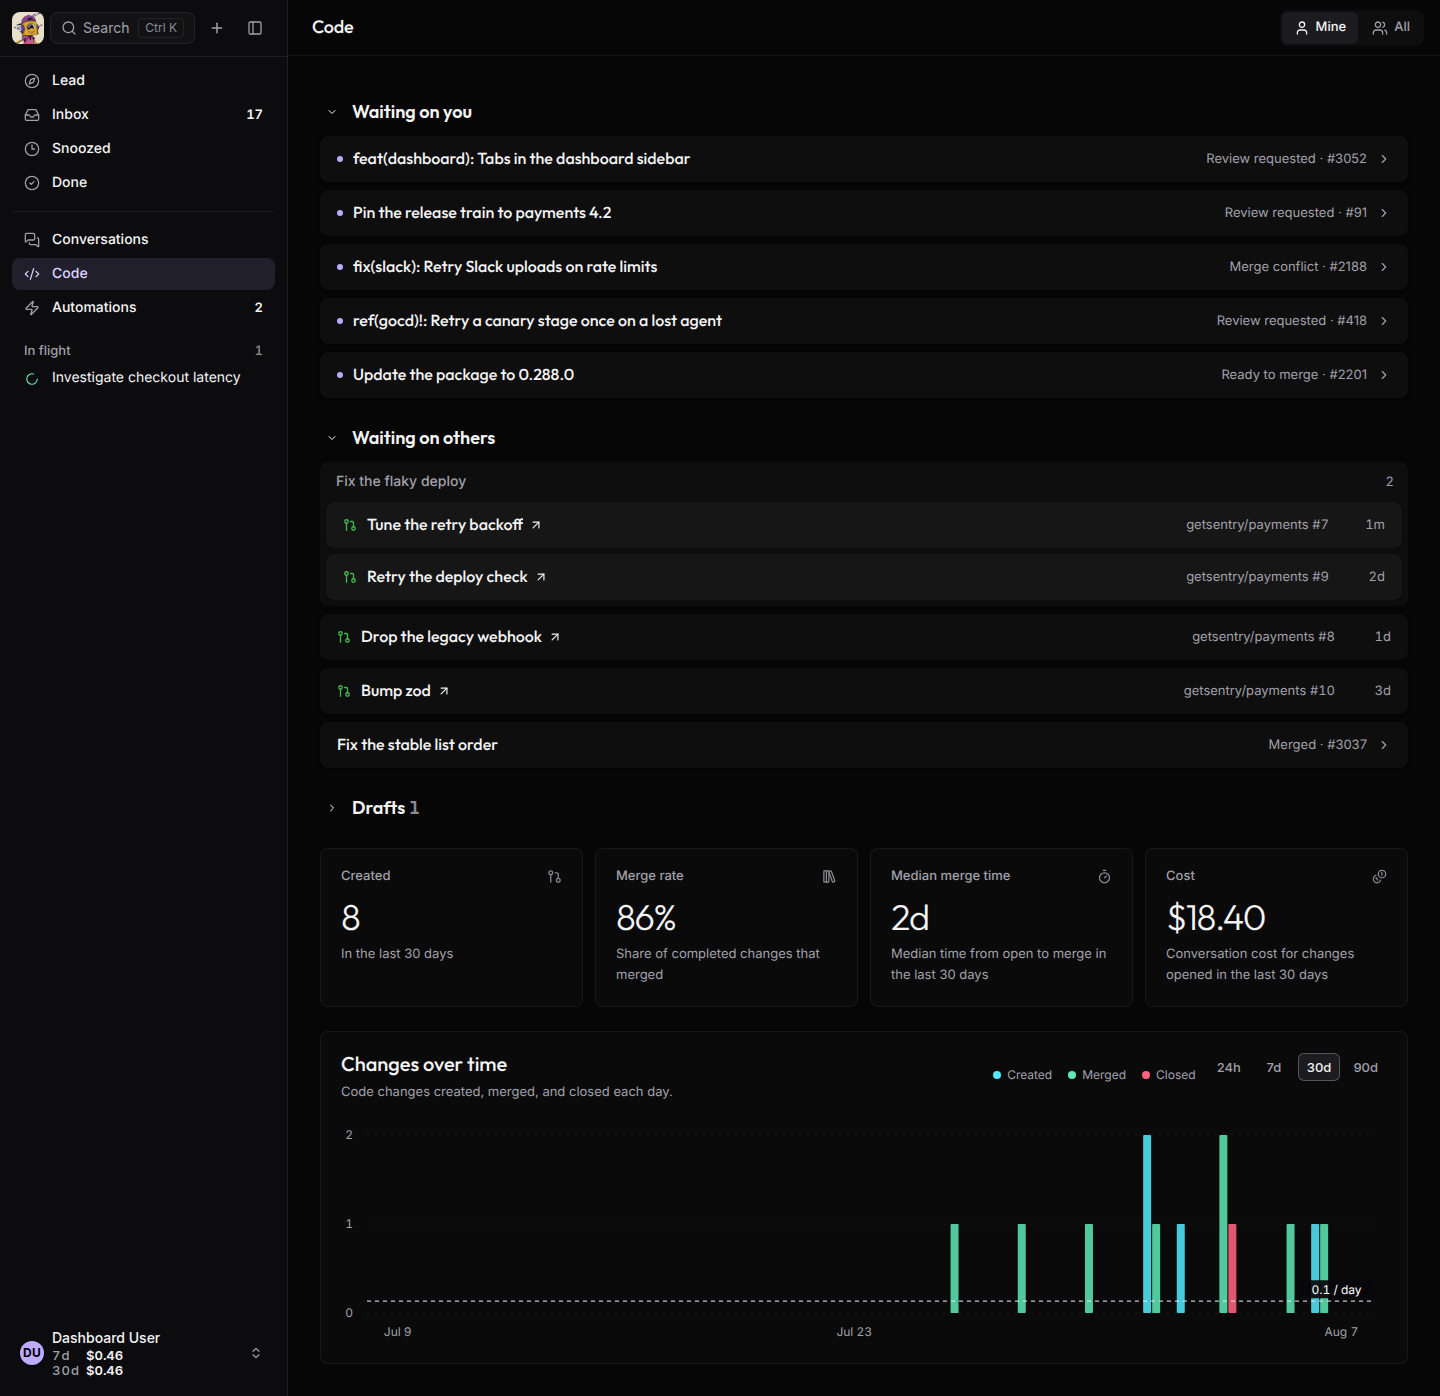 Search Ctrl K
Lead
Inbox 17
Snoozed
Done
Conversations
Code
Automations 2
In flight 1
Investigate checkout latency
Dashboard User
DU
7d $0.46
30d $0.46
Code
Mine All
Waiting on you
feat(dashboard): Tabs in the dashboard sidebar Review requested · #3052
Pin the release train to payments 4.2 Review requested · #91
fix(slack): Retry Slack uploads on rate limits Merge conflict · #2188
ref(gocd)!: Retry a canary stage once on a lost agent Review requested · #418
Update the package to 0.288.0 Ready to merge · #2201
Waiting on others
Fix the flaky deploy 2
Tune the retry backoff getsentry/payments #7 1m
Retry the deploy check getsentry/payments #9 2d
Drop the legacy webhook getsentry/payments #8 1d
Bump zod getsentry/payments #10 3d
Fix the stable list order Merged · #3037
Drafts 1
Created
8
In the last 30 days
Merge rate
86%
Share of completed changes that
merged
Median merge time
2d
Median time from open to merge in
the last 30 days
Cost
$18.40
Conversation cost for changes
opened in the last 30 days
Changes over time
Code changes created, merged, and closed each day.
Created Merged Closed
24h 7d 30d 90d
2
1
0
0.1 / day
Jul 9 Jul 23 Aug 7